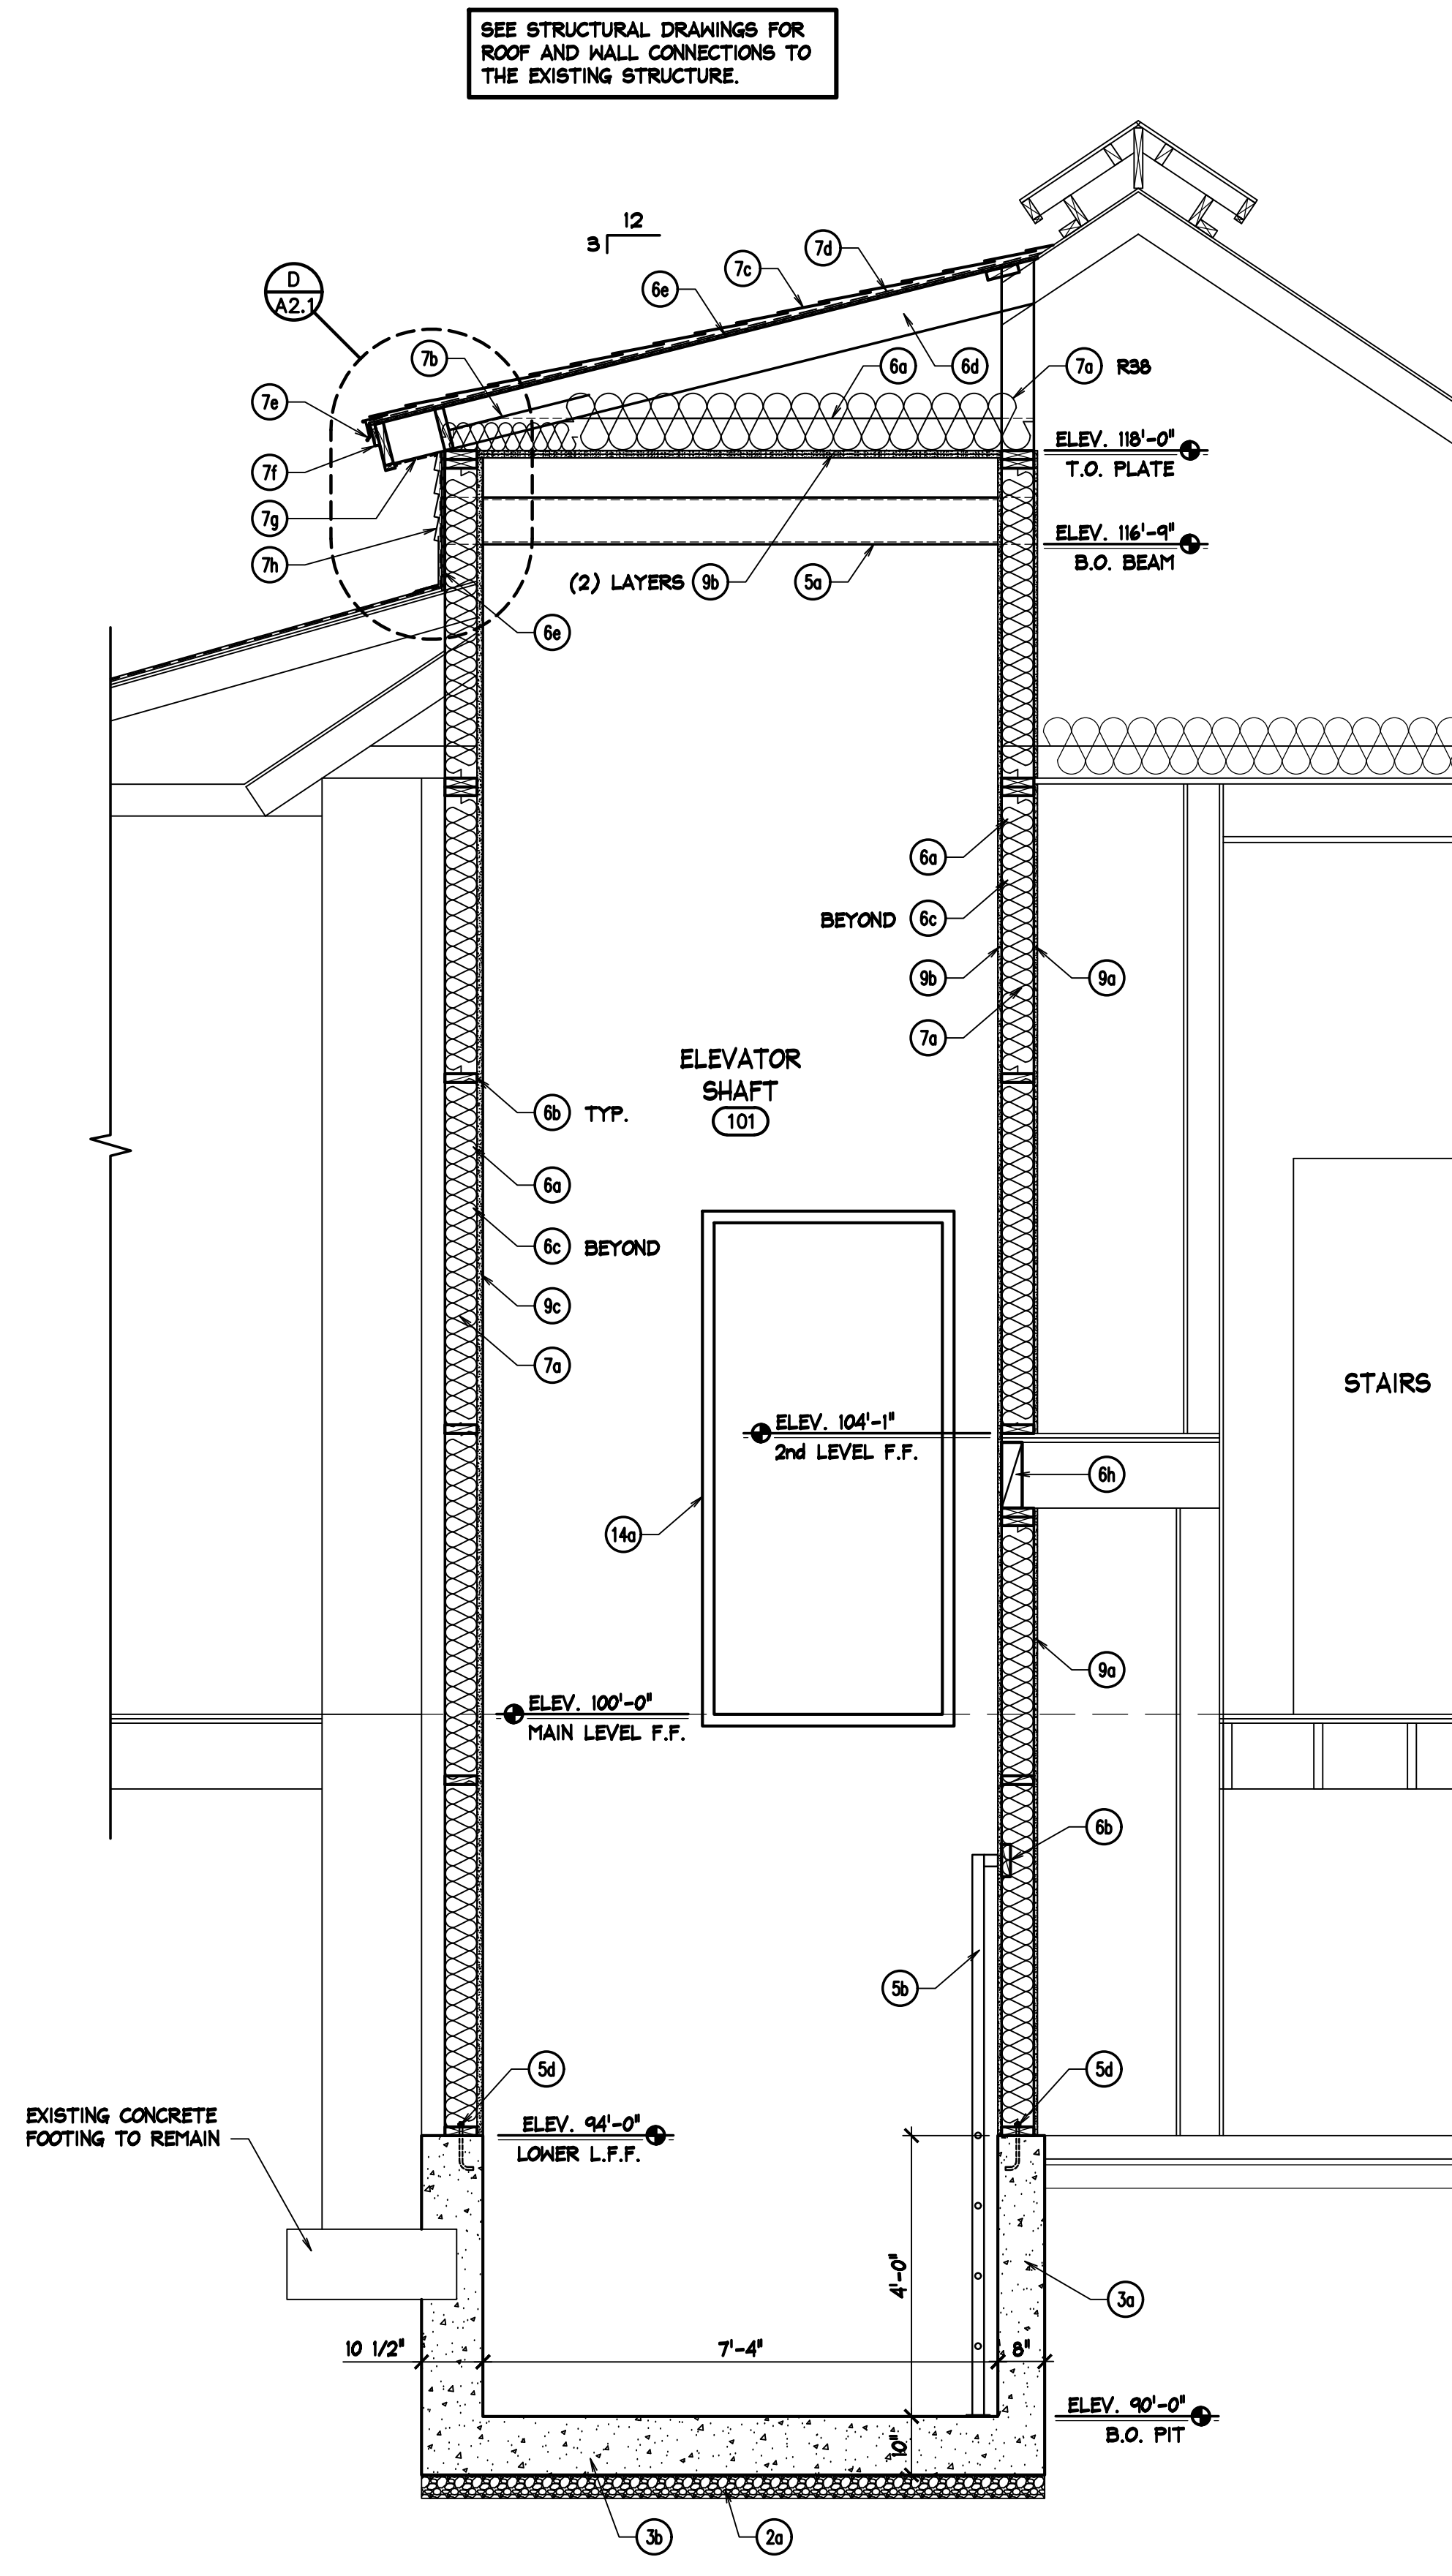 SEE STRUCTURAL DRAWINGS FOR
ROOF AND WALL CONNECTIONS TO
THE EXISTING STRUCTURE.
12
3
7d
7c
D
A2.1
6e
7b
6a
6d
7a R38
7e
ELEV. 118'-0"
T.O. PLATE
7f
7g
ELEV. 116'-9"
B.O. BEAM
7h
(2) LAYERS 9b
5a
6e
6a
BEYOND 6c
9b
9a
7a
ELEVATOR
SHAFT
101
6b TYP.
6a
6c BEYOND
9c
7a
STAIRS
ELEV. 104'-1"
2nd LEVEL F.F.
6h
14a
9a
ELEV. 100'-0"
MAIN LEVEL F.F.
6b
5b
5d
5d
EXISTING CONCRETE
FOOTING TO REMAIN
ELEV. 94'-0"
LOWER L.F.F.
4'-0"
3a
10 1/2"
7'-4"
8"
ELEV. 90'-0"
B.O. PIT
10"
3b
2a